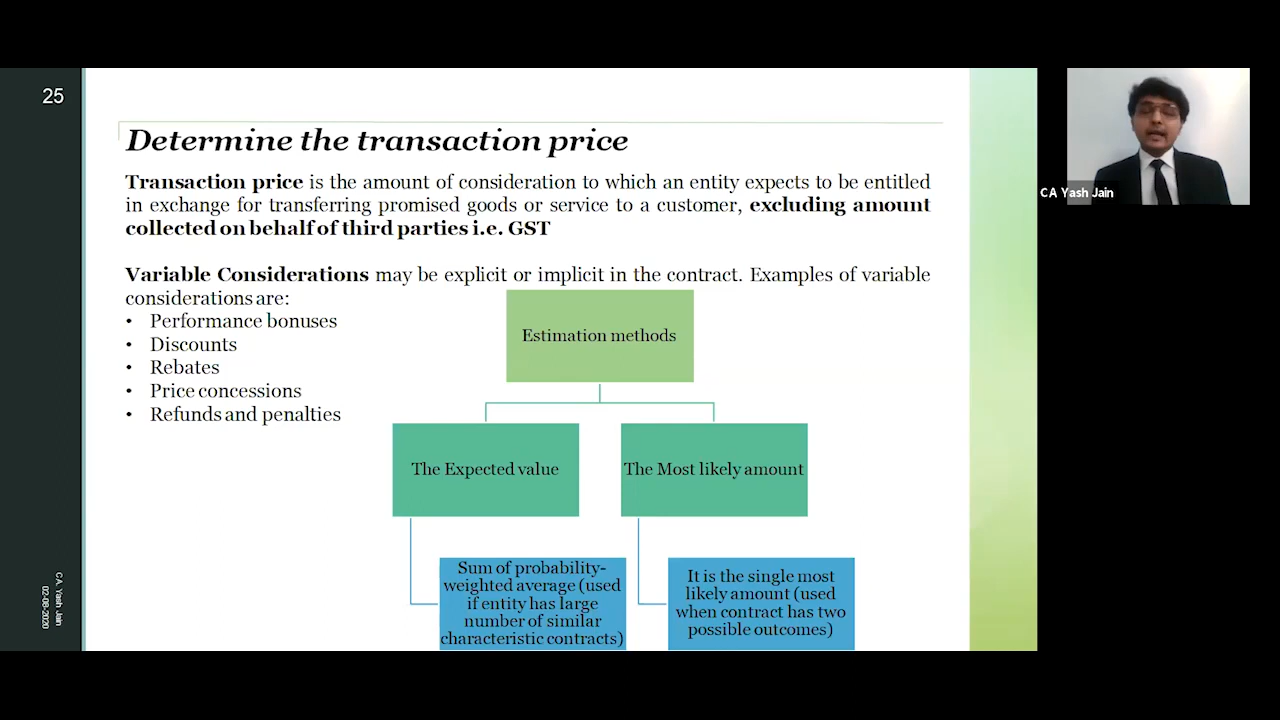 25
Determine the transaction price
Transaction price is the amount of consideration to which an entity expects to be entitled
in exchange for transferring promised goods or service to a customer, excluding amount
collected on behalf of third parties i.e. GST
Variable Considerations may be explicit or implicit in the contract. Examples of variable
considerations are:
• Performance bonuses
• Discounts
• Rebates
• Price concessions
• Refunds and penalties
Estimation methods
The Expected value
The Most likely amount
Sum of probability-
weighted average (used
if entity has large
number of similar
characteristic contracts)
It is the single most
likely amount (used
when contract has two
possible outcomes)
CA Yash Jain
C.A. Yash Jain
02-08-2020